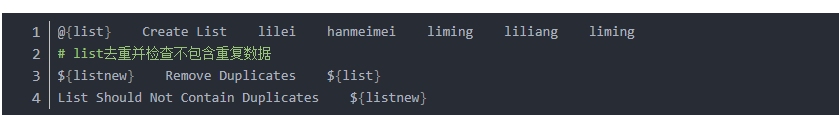 1 @{list}    Create List    lilei    hanmeimei    liming    liliang    liming
2 # list去重并检查不包含重复数据
3 ${listnew}    Remove Duplicates    ${list}
4 List Should Not Contain Duplicates    ${listnew}